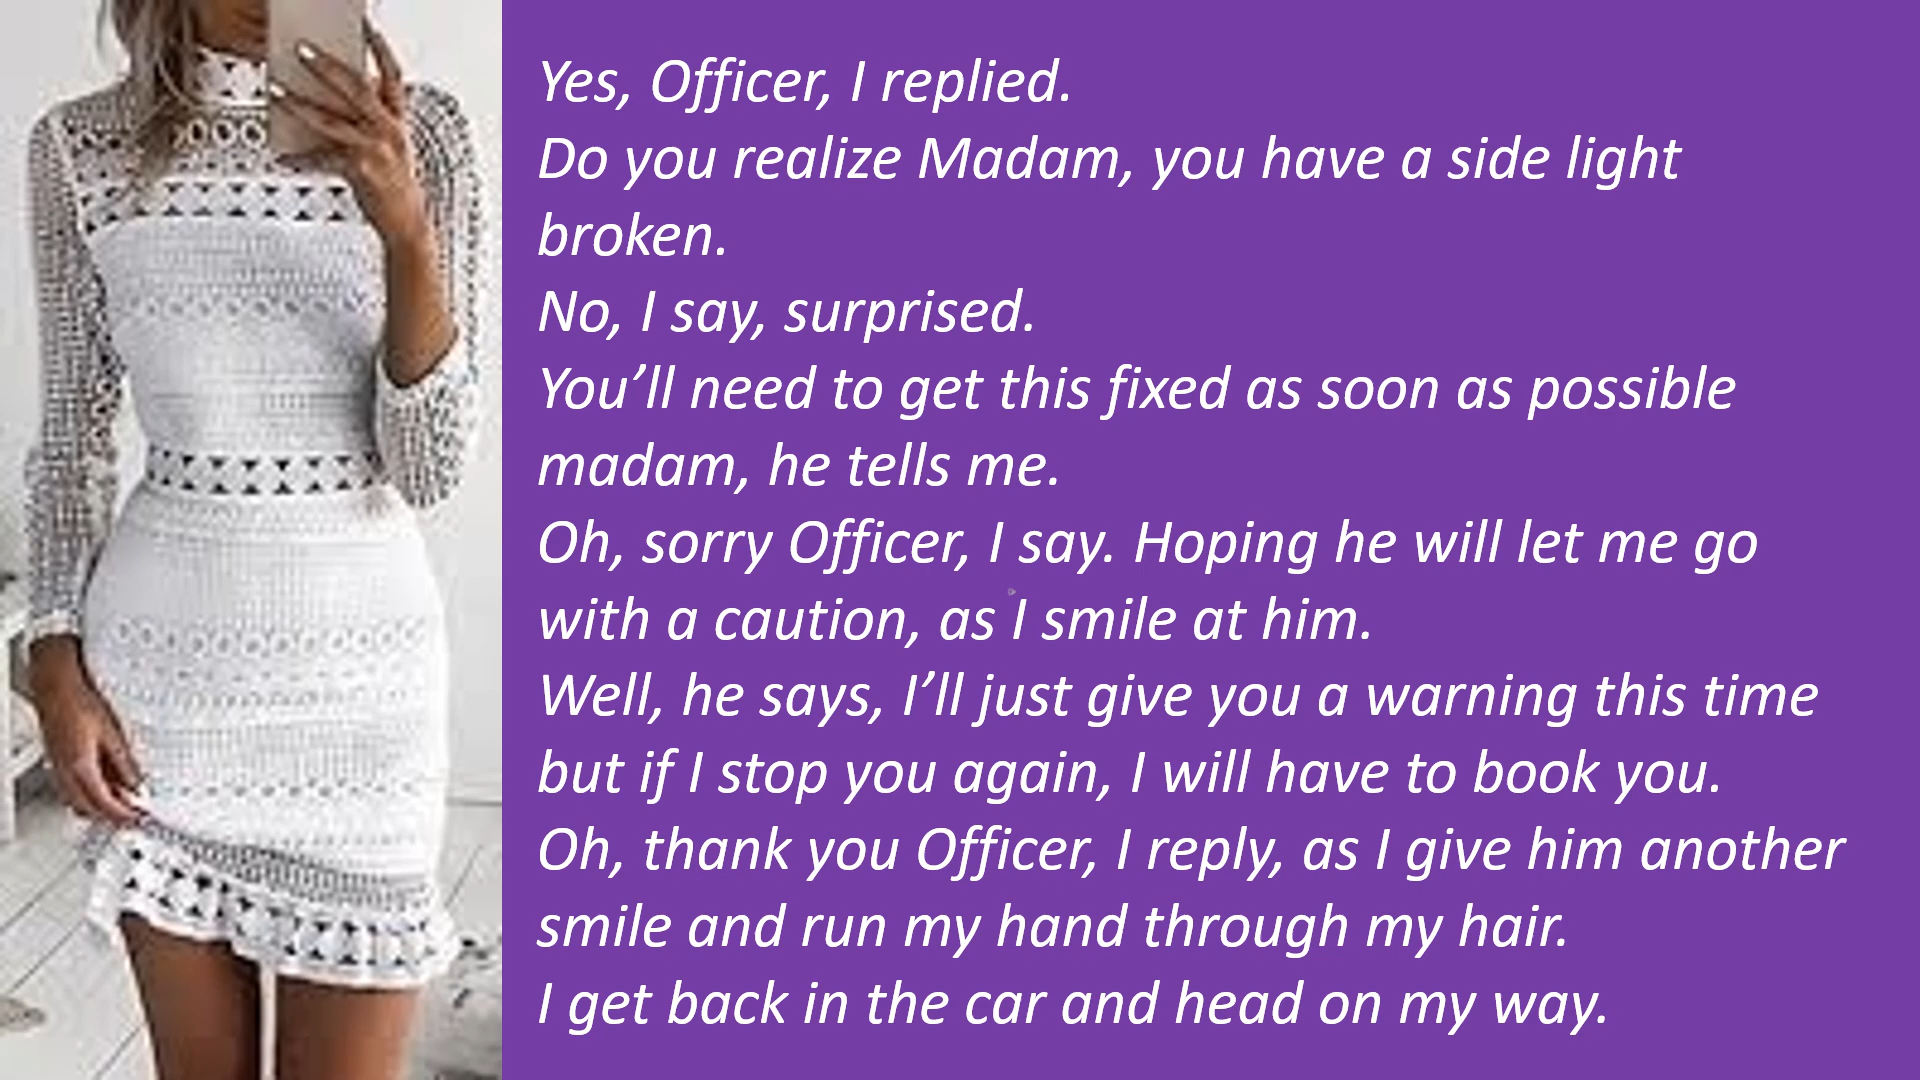 Yes, Officer, I replied.
Do you realize Madam, you have a side light
broken.
No, I say, surprised.
You’ll need to get this fixed as soon as possible
madam, he tells me.
Oh, sorry Officer, I say. Hoping he will let me go
with a caution, as I smile at him.
Well, he says, I’ll just give you a warning this time
but if I stop you again, I will have to book you.
Oh, thank you Officer, I reply, as I give him another
smile and run my hand through my hair.
I get back in the car and head on my way.